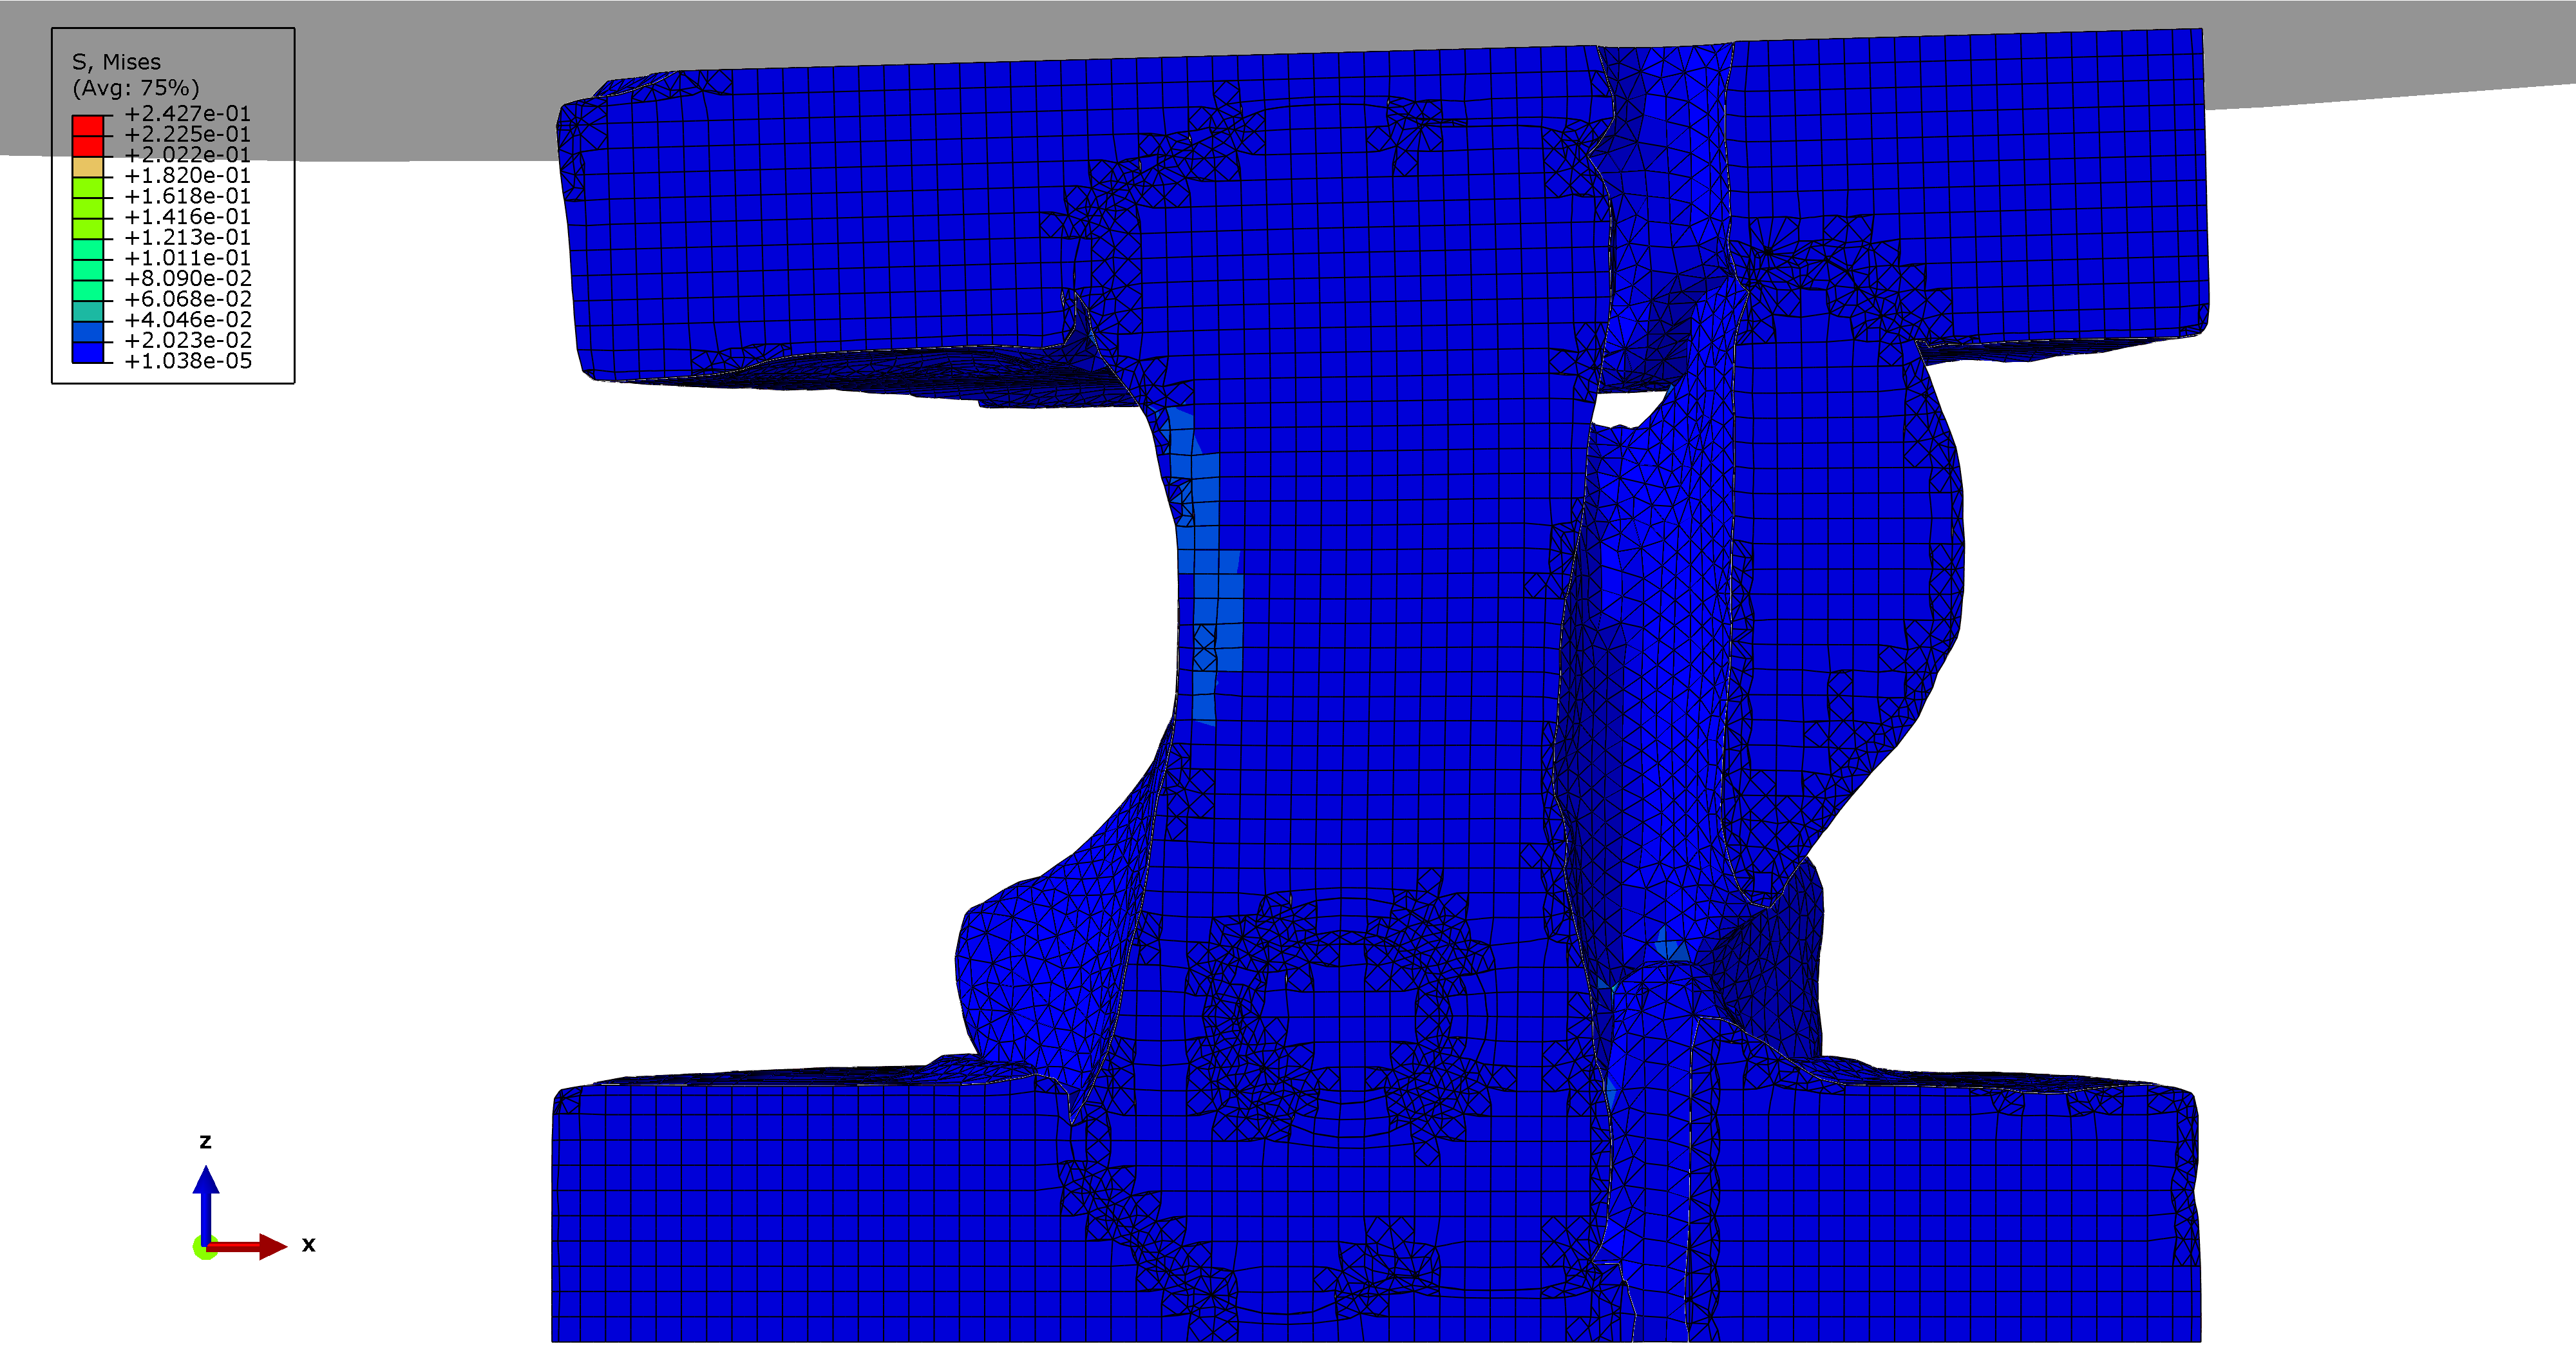 S, Mises
(Avg: 75%)
+2.427e-01
+2.225e-01
+2.022e-01
+1.820e-01
+1.618e-01
+1.416e-01
+1.213e-01
+1.011e-01
+8.090e-02
+6.068e-02
+4.046e-02
+2.023e-02
+1.038e-05
z
x